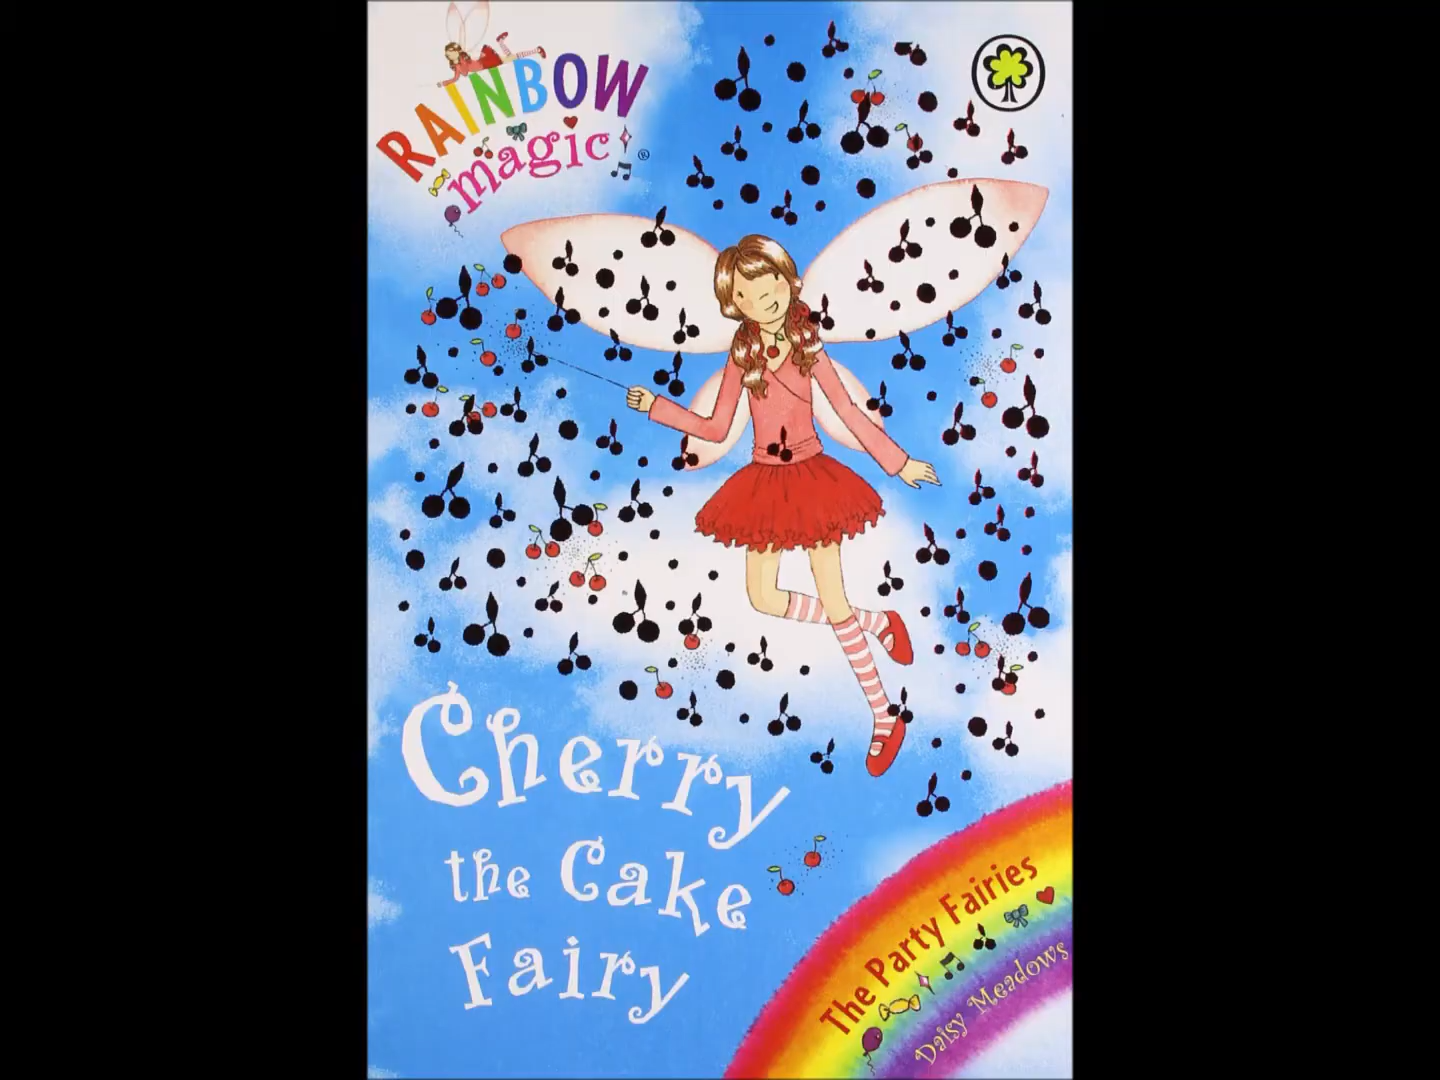 RAINBOW
magic®
Cherry
the Cake
Fairy
The Party Fairies
Daisy Meadows